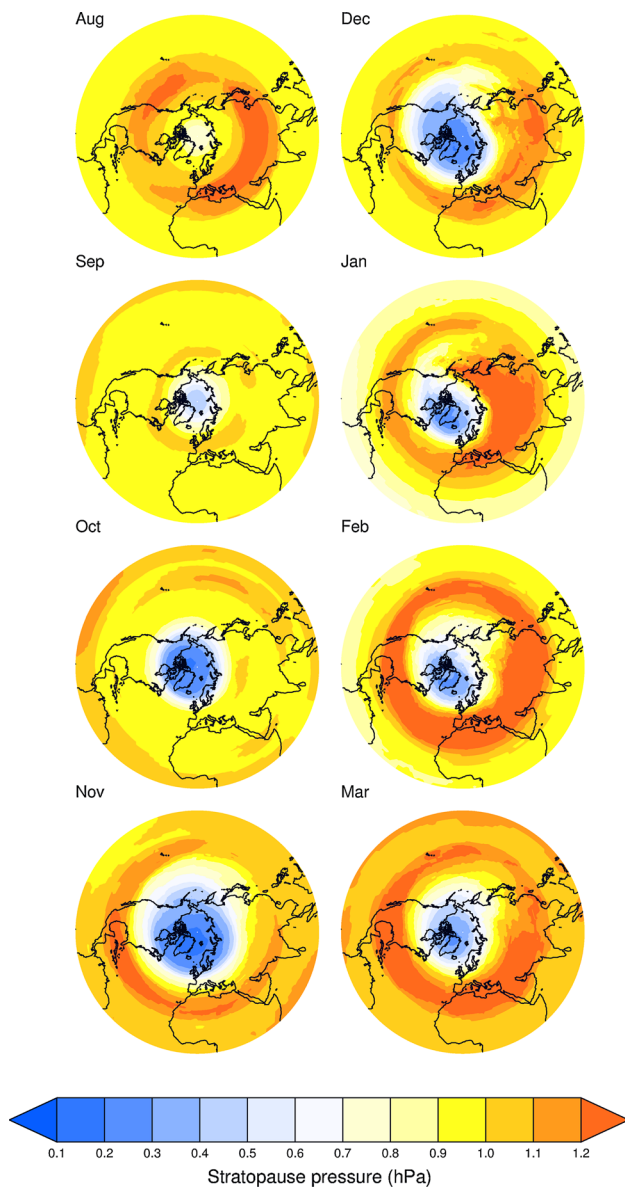 Aug Dec
Sep Jan
Oct Feb
Nov Mar
0.1 0.2 0.3 0.4 0.5 0.6 0.7 0.8 0.9 1.0 1.1 1.2
Stratopause pressure (hPa)